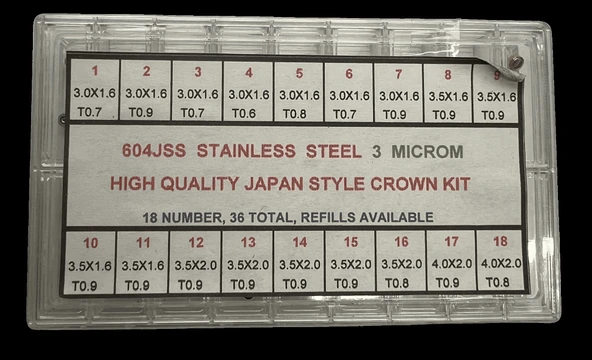 1 2 3 4 5 6 7 8 9
3.0X1.6 3.0X1.6 3.0X1.6 3.0X1.6 3.0X1.6 3.0X1.6 3.0X1.6 3.5X1.6 3.5X1.6
T0.7 T0.9 T0.7 T0.6 T0.8 T0.7 T0.9 T0.9 T0.9
604JSS STAINLESS STEEL 3 MICROM
HIGH QUALITY JAPAN STYLE CROWN KIT
18 NUMBER, 36 TOTAL, REFILLS AVAILABLE
10 11 12 13 14 15 16 17 18
3.5X1.6 3.5X1.6 3.5X2.0 3.5X2.0 3.5X2.0 3.5X2.0 3.5X2.0 4.0X2.0 4.0X2.0
T0.9 T0.9 T0.9 T0.9 T0.9 T0.9 T0.8 T0.9 T0.8